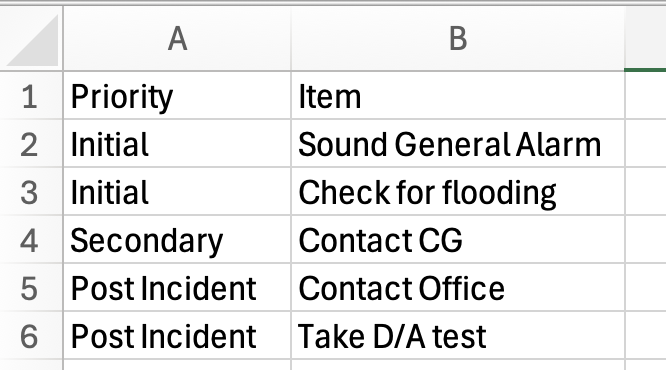 A B
1 Priority Item
2 Initial Sound General Alarm
3 Initial Check for flooding
4 Secondary Contact CG
5 Post Incident Contact Office
6 Post Incident Take D/A test